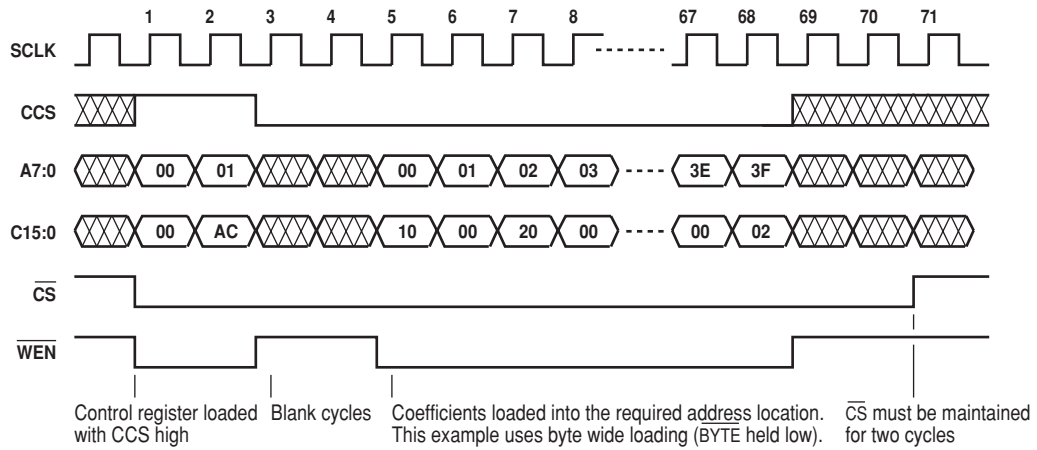 1 2 3 4 5 6 7 8 67 68 69 70 71
SCLK
CCS
A7:0 00 01 00 01 02 03 3E 3F
C15:0 00 AC 10 00 20 00 00 02
CS
WEN
Control register loaded
with CCS high
Blank cycles
Coefficients loaded into the required address location.
This example uses byte wide loading (BYTE held low).
CS must be maintained
for two cycles